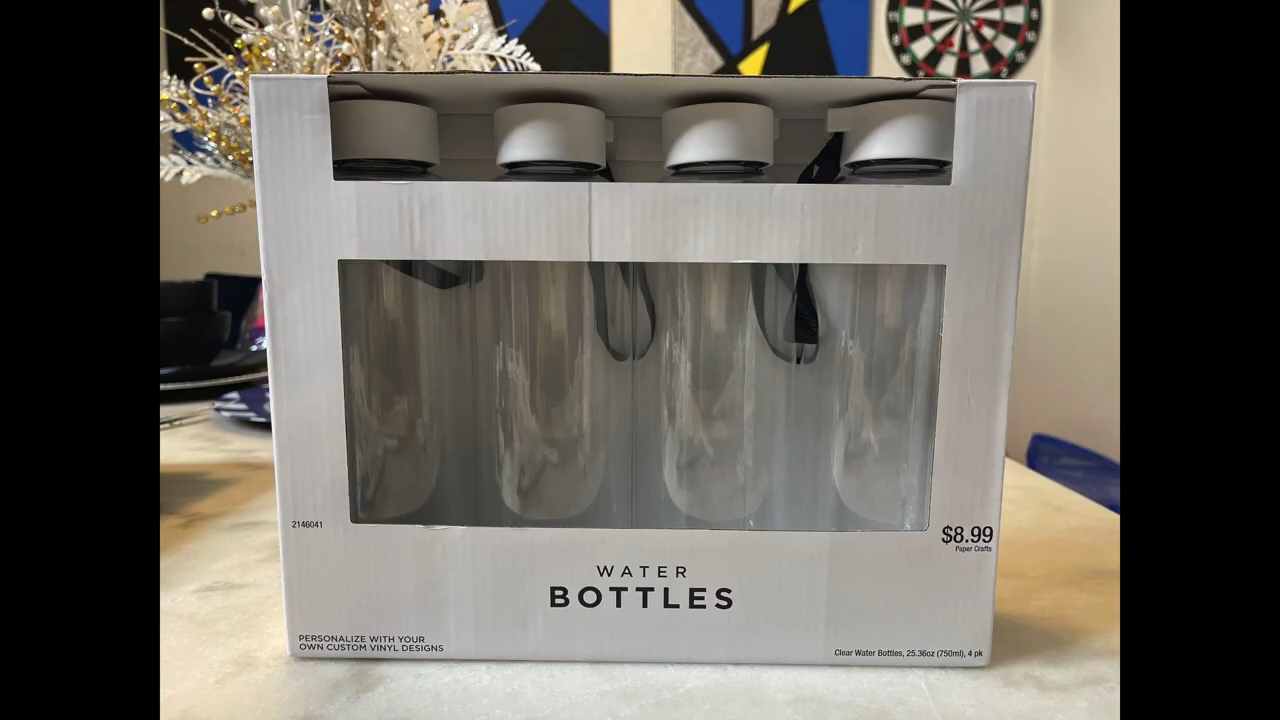 2146041
$8.99
Paper Crafts
WATER
BOTTLES
PERSONALIZE WITH YOUR
OWN CUSTOM VINYL DESIGNS
Clear Water Bottles, 25.36oz (750ml), 4 pk